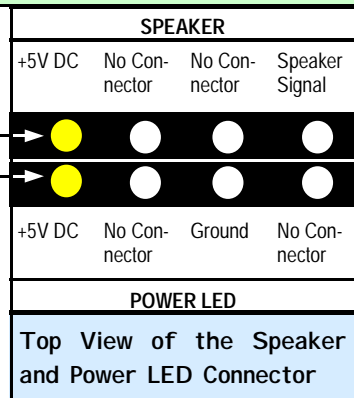 SPEAKER
+5V DC No Con- No Con- Speaker
nector nector Signal
+5V DC No Con- Ground No Con-
nector nector
POWER LED
Top View of the Speaker
and Power LED Connector